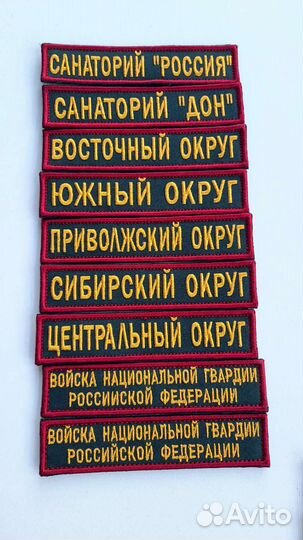 САНАТОРИЙ "РОССИЯ"
САНАТОРИЙ "ДОН"
ВОСТОЧНЫЙ ОКРУГ
ЮЖНЫЙ ОКРУГ
ПРИВОЛЖСКИЙ ОКРУГ
СИБИРСКИЙ ОКРУГ
ЦЕНТРАЛЬНЫЙ ОКРУГ
ВОЙСКА НАЦИОНАЛЬНОЙ ГВАРДИИ
РОССИЙСКОЙ ФЕДЕРАЦИИ
ВОЙСКА НАЦИОНАЛЬНОЙ ГВАРДИИ
РОССИЙСКОЙ ФЕДЕРАЦИИ
Avito